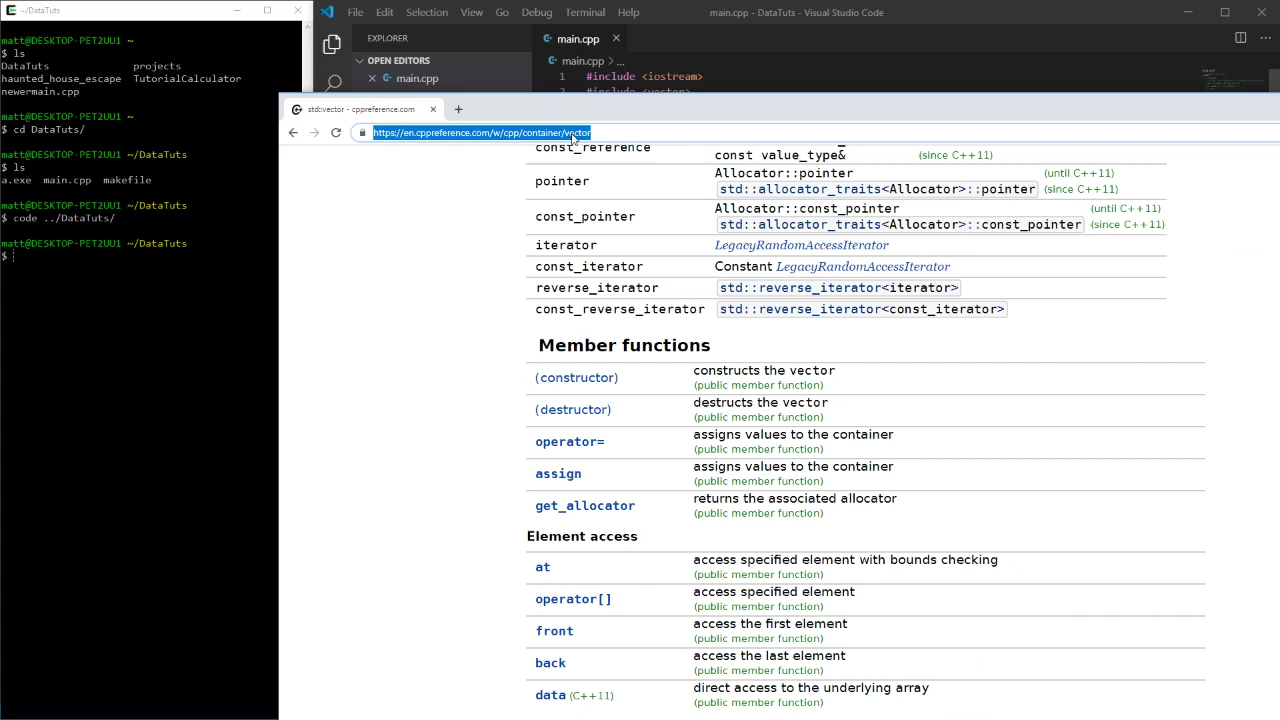 ~/DataTuts
matt@DESKTOP-PET2UU1 ~
$ ls
DataTuts projects
haunted_house_escape TutorialCalculator
newermain.cpp
matt@DESKTOP-PET2UU1 ~
$ cd DataTuts/
matt@DESKTOP-PET2UU1 ~/DataTuts
$ ls
a.exe main.cpp makefile
matt@DESKTOP-PET2UU1 ~/DataTuts
$ code ../DataTuts/
matt@DESKTOP-PET2UU1 ~/DataTuts
$
File Edit Selection View Go Debug Terminal Help main.cpp - DataTuts - Visual Studio Code
EXPLORER
main.cpp
OPEN EDITORS
main.cpp
main.cpp > ...
1 #include <iostream>
2 #include <vector>
std::vector - cppreference.com
https://en.cppreference.com/w/cpp/container/vector
const_reference
const value_type& (since C++11)
pointer
Allocator::pointer (until C++11)
std::allocator_traits<Allocator>::pointer (since C++11)
const_pointer
Allocator::const_pointer (until C++11)
std::allocator_traits<Allocator>::const_pointer (since C++11)
iterator LegacyRandomAccessIterator
const_iterator Constant LegacyRandomAccessIterator
reverse_iterator std::reverse_iterator<iterator>
const_reverse_iterator std::reverse_iterator<const_iterator>
Member functions
(constructor) constructs the vector
(public member function)
(destructor) destructs the vector
(public member function)
operator= assigns values to the container
(public member function)
assign assigns values to the container
(public member function)
get_allocator returns the associated allocator
(public member function)
Element access
at access specified element with bounds checking
(public member function)
operator[] access specified element
(public member function)
front access the first element
(public member function)
back access the last element
(public member function)
data (C++11) direct access to the underlying array
(public member function)